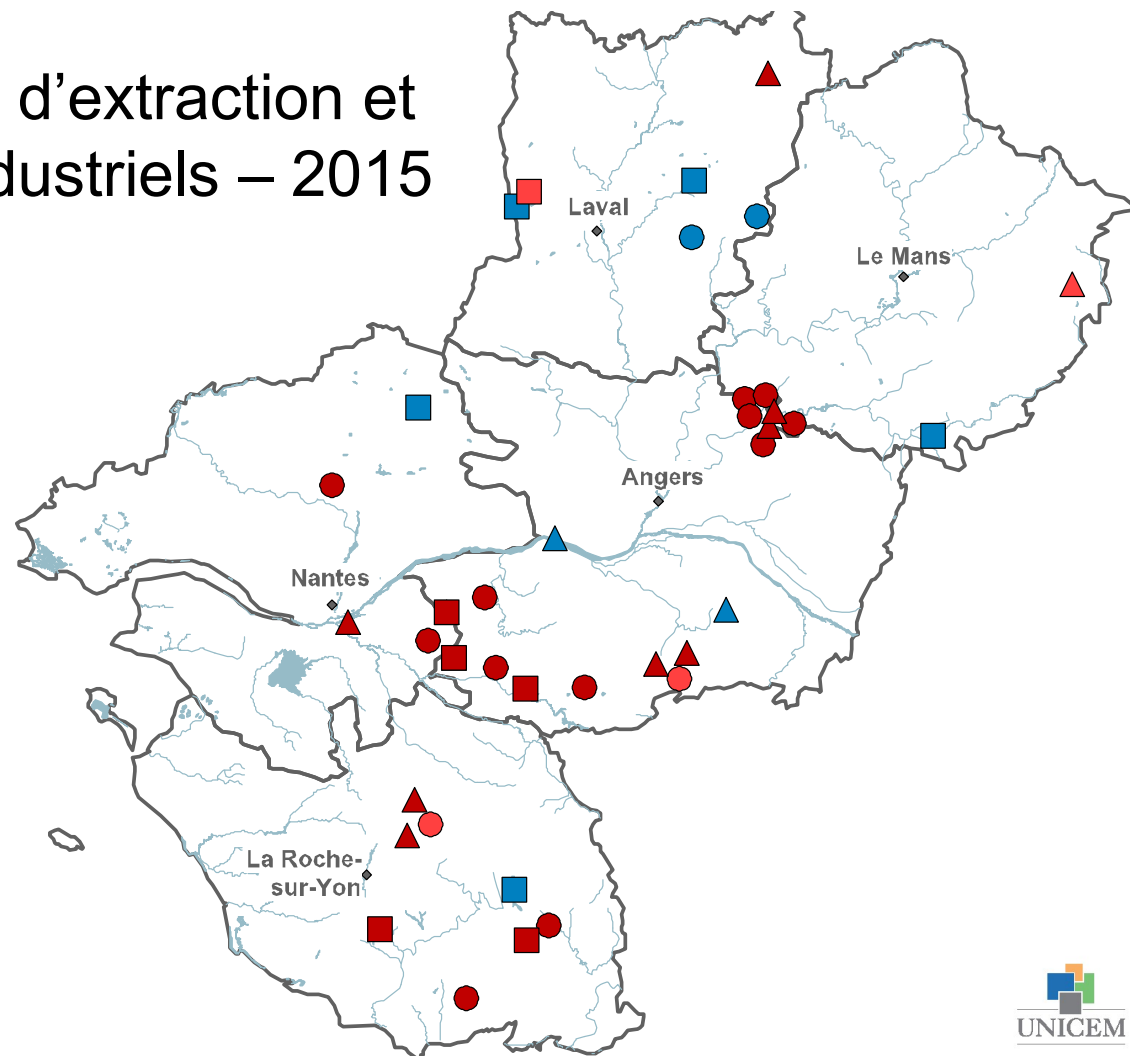 d’extraction et
dustriels – 2015
Laval
Le Mans
Angers
Nantes
La Roche-
sur-Yon
UNICEM